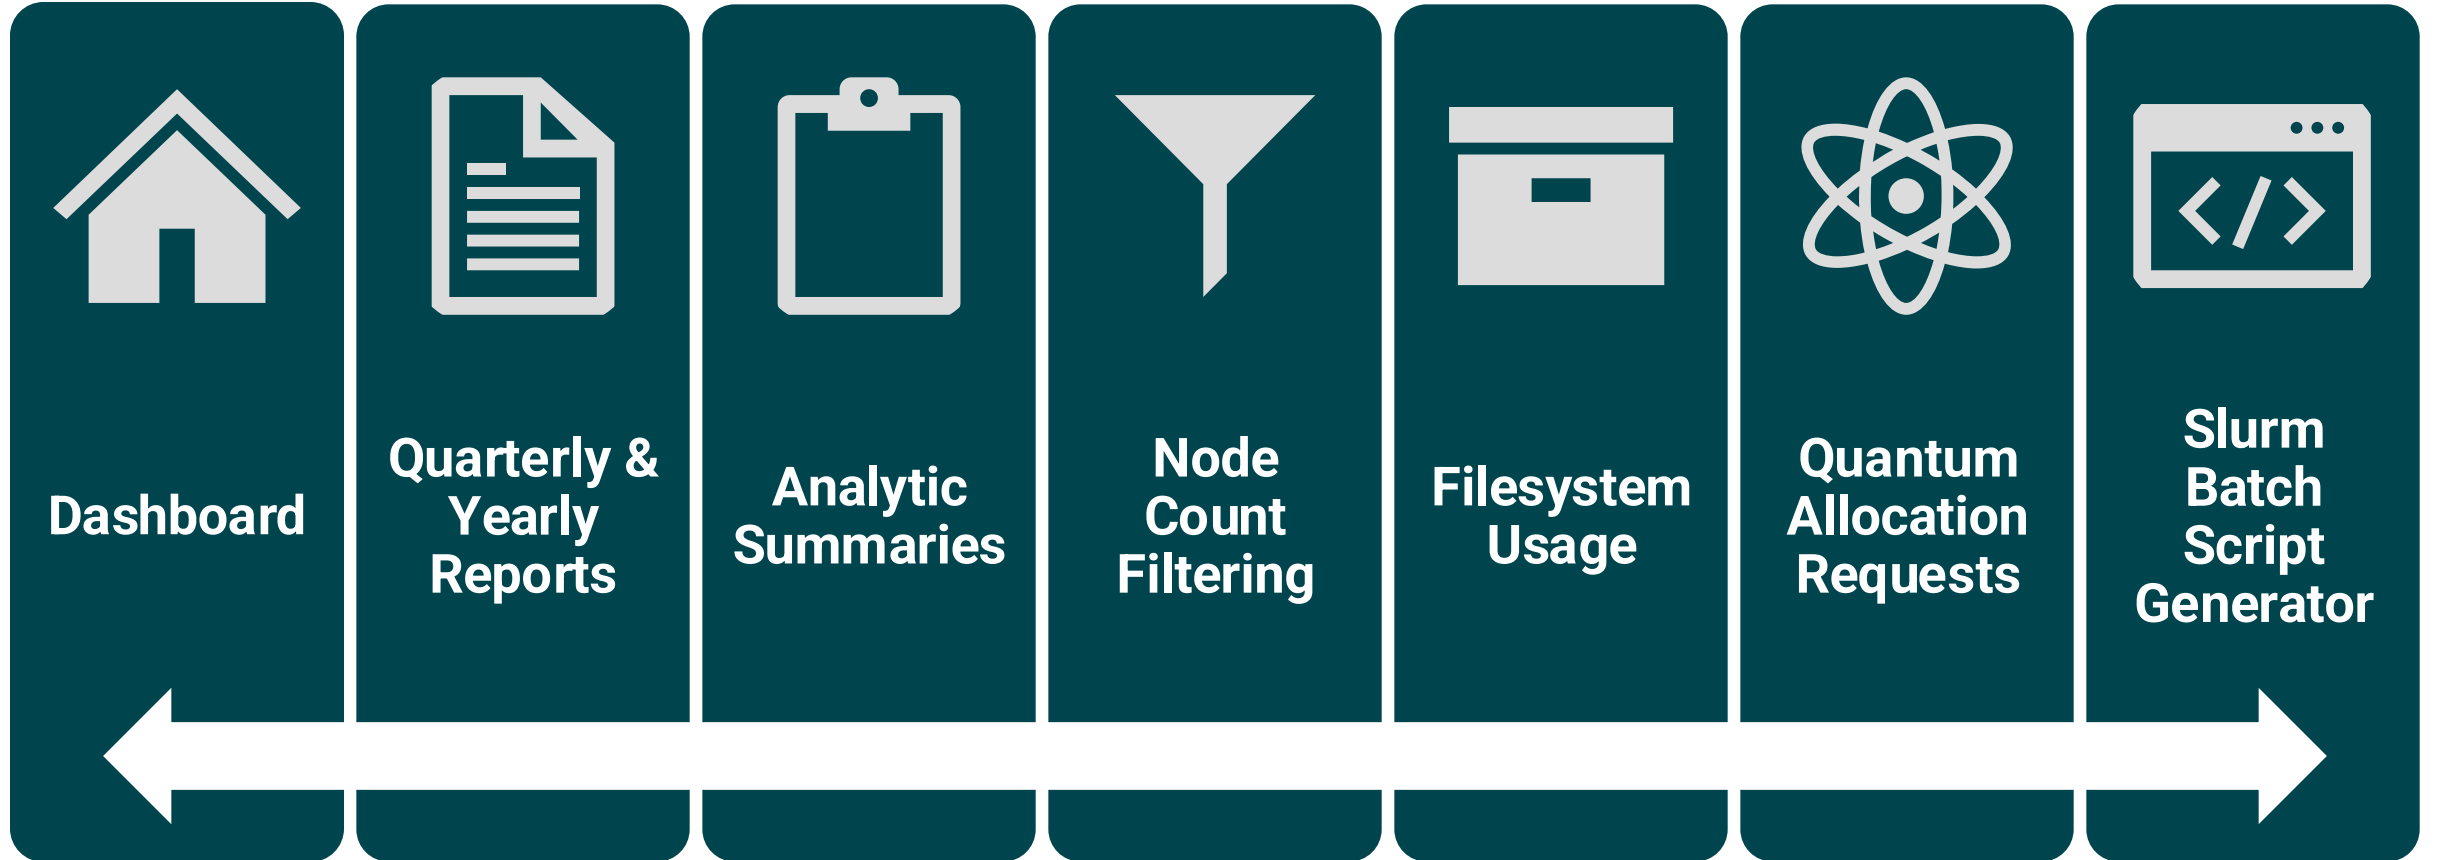 Dashboard
Quarterly &
Yearly
Reports
Analytic
Summaries
Node
Count
Filtering
Filesystem
Usage
Quantum
Allocation
Requests
Slurm
Batch
Script
Generator